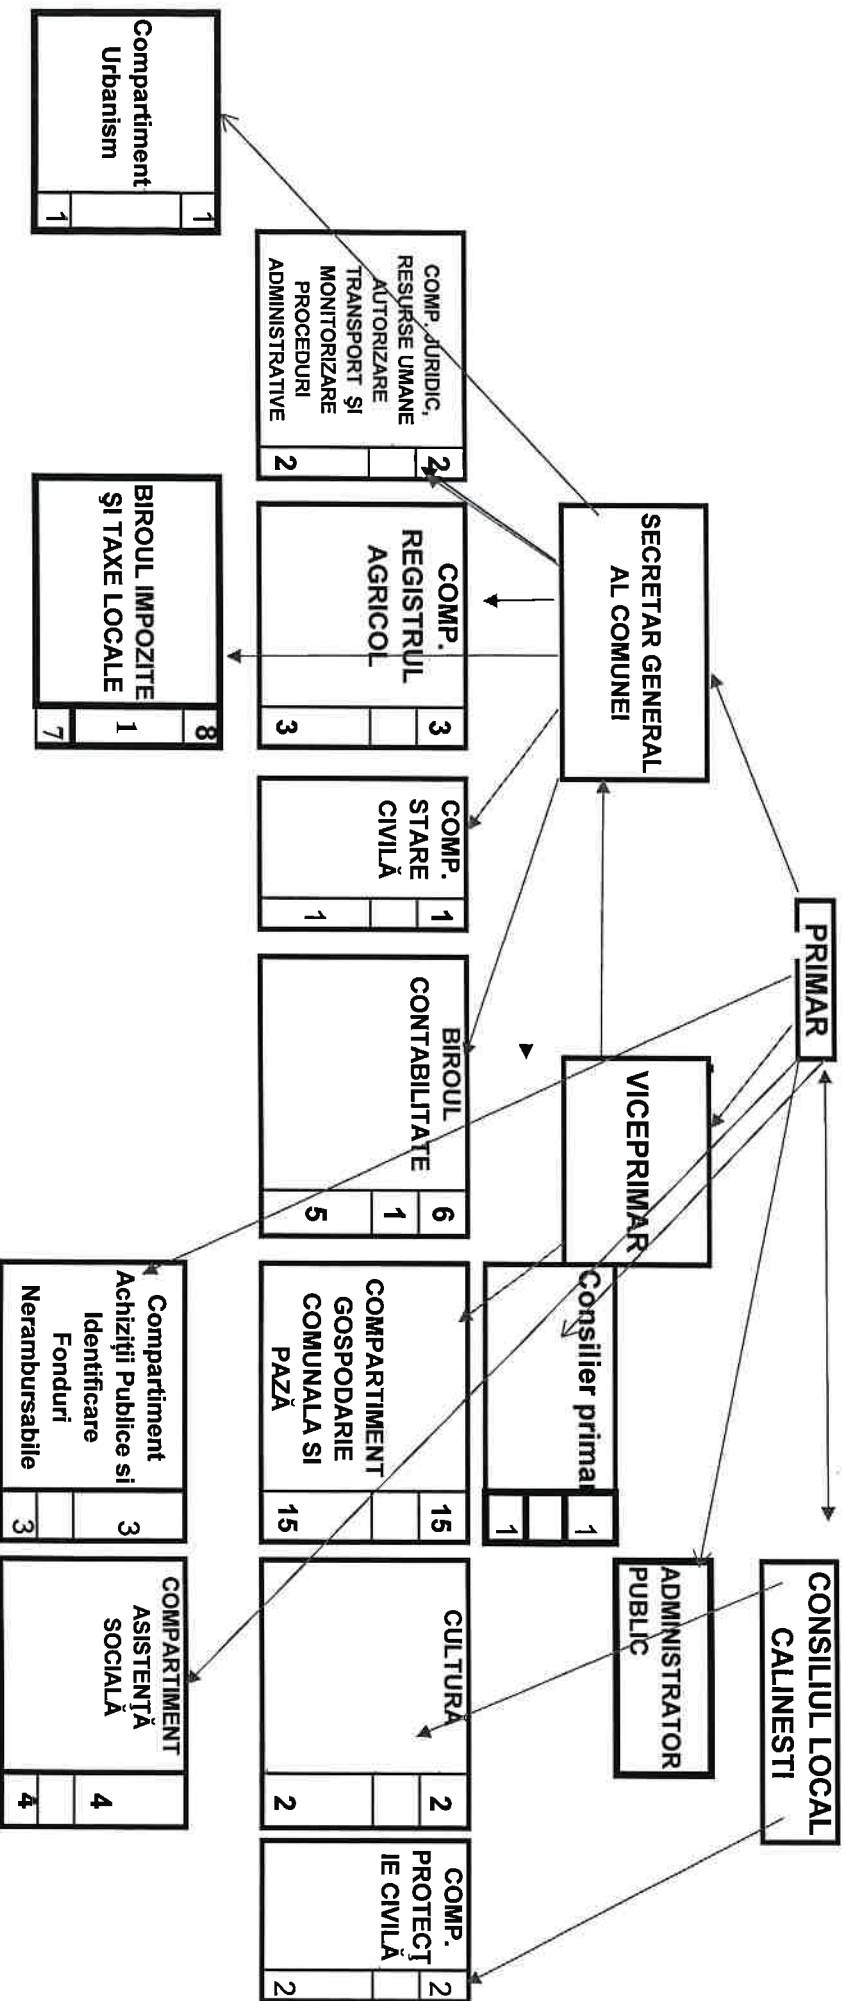 PRIMAR
CONSILIUL LOCAL
CALINESTI
SECRETAR GENERAL
AL COMUNEI
VICEPRIMAR
ADMINISTRATOR
PUBLIC
Consilier primar
1
1
COMP. JURIDIC,
RESURSE UMANE
AUTORIZARE
TRANSPORT ŞI
MONITORIZARE
PROCEDURI
ADMINISTRATIVE
2
2
COMP.
REGISTRUL
AGRICOL
3
3
COMP.
STARE
CIVILĂ
1
1
BIROUL
CONTABILITATE
6
1
5
COMPARTIMENT
GOSPODARIE
COMUNALA SI
PAZĂ
15
15
CULTURA
2
2
COMP.
PROTECŢ
IE CIVILĂ
2
2
Compartiment
Urbanism
1
1
BIROUL IMPOZITE
ŞI TAXE LOCALE
8
1
7
Compartiment
Achiziţii Publice si
Identificare
Fonduri
Nerambursabile
3
3
COMPARTIMENT
ASISTENŢĂ
SOCIALĂ
4
4